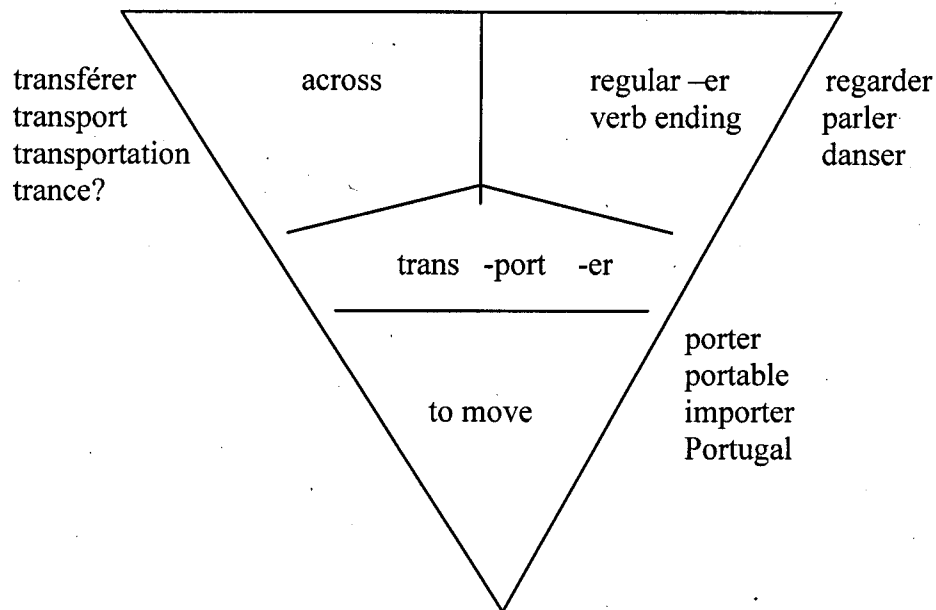 transférer
transport
transportation
trance?
across
regular –er
verb ending
regarder
parler
danser
trans -port -er
to move
porter
portable
importer
Portugal